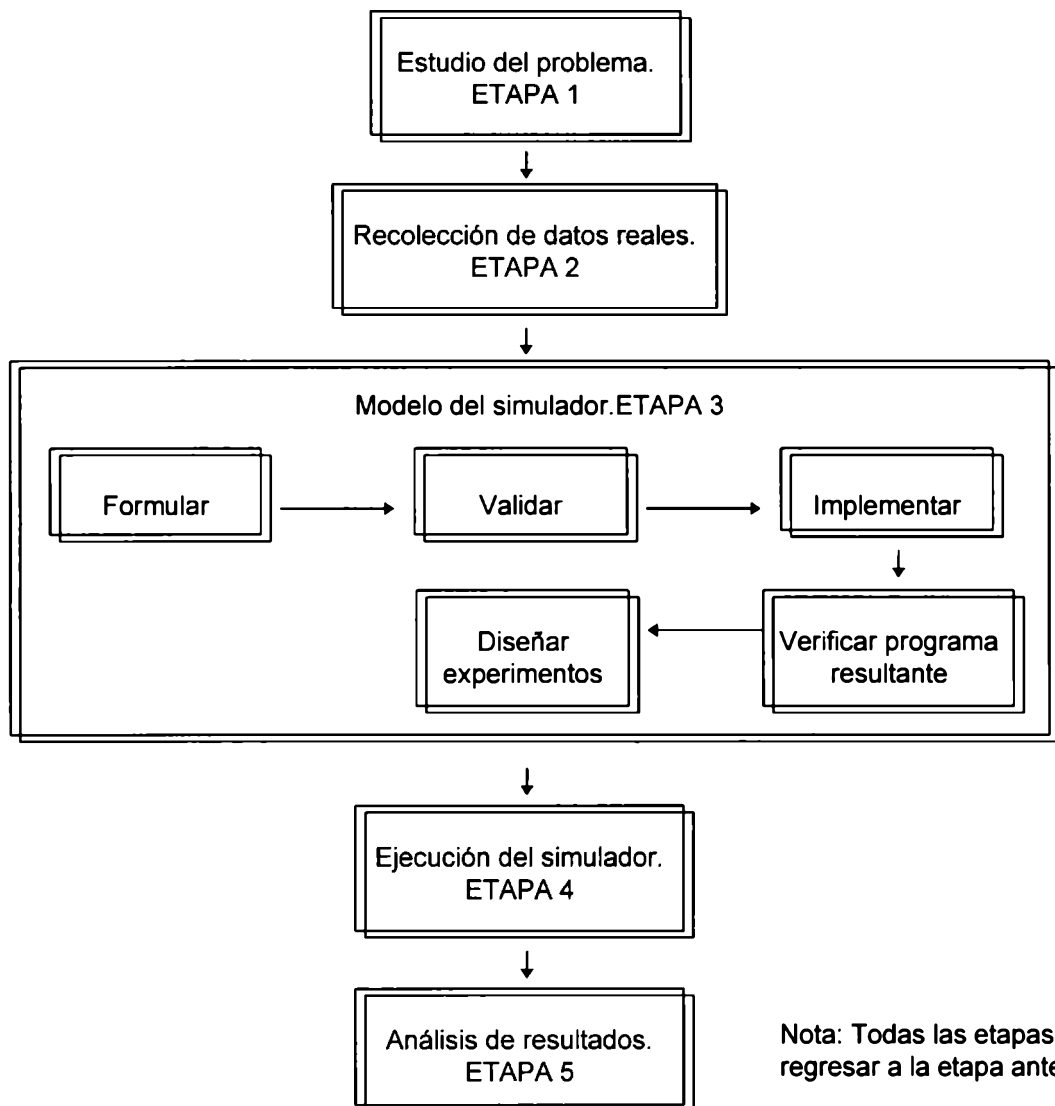 Estudio del problema.
ETAPA 1
Recolección de datos reales.
ETAPA 2
Modelo del simulador.ETAPA 3
Formular
Validar
Implementar
Diseñar
experimentos
Verificar programa
resultante
Ejecución del simulador.
ETAPA 4
Análisis de resultados.
ETAPA 5
Nota: Todas las etapas
regresar a la etapa